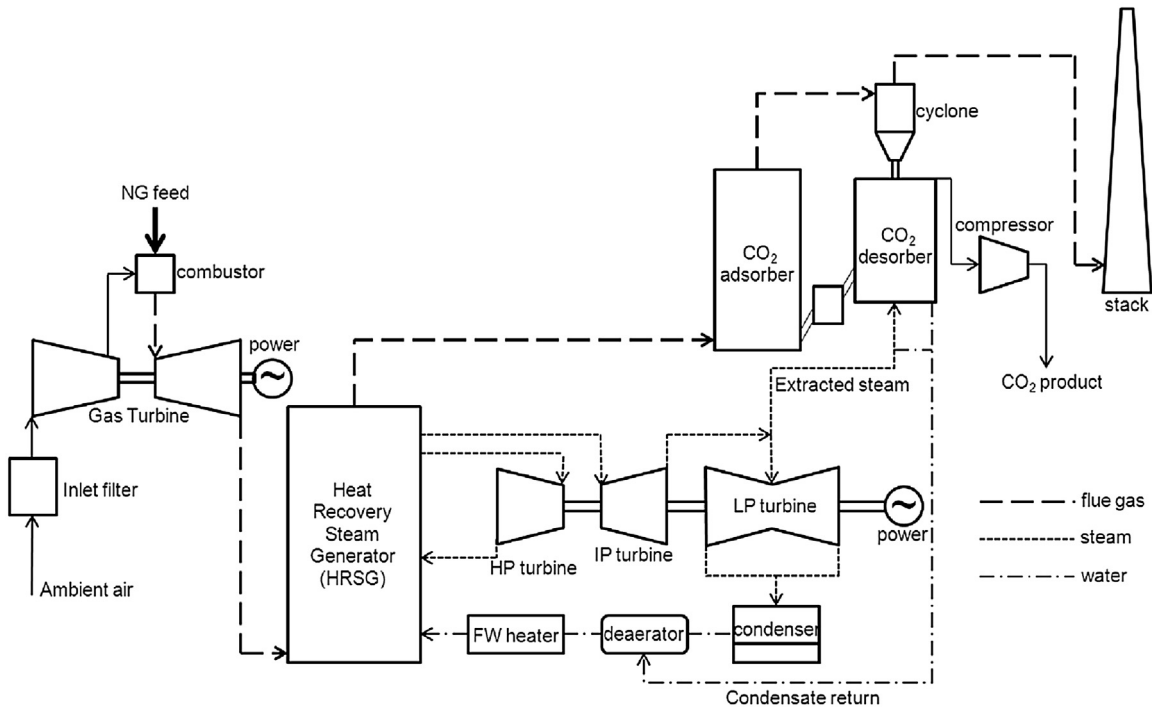 cyclone
NG feed
combustor
CO₂
adsorber
CO₂
desorber
compressor
stack
power
~
Gas Turbine
Extracted steam
CO₂ product
Inlet filter
Heat
Recovery
Steam
Generator
(HRSG)
LP turbine
~
flue gas
HP turbine
IP turbine
power
steam
Ambient air
water
FW heater
deaerator
condenser
Condensate return